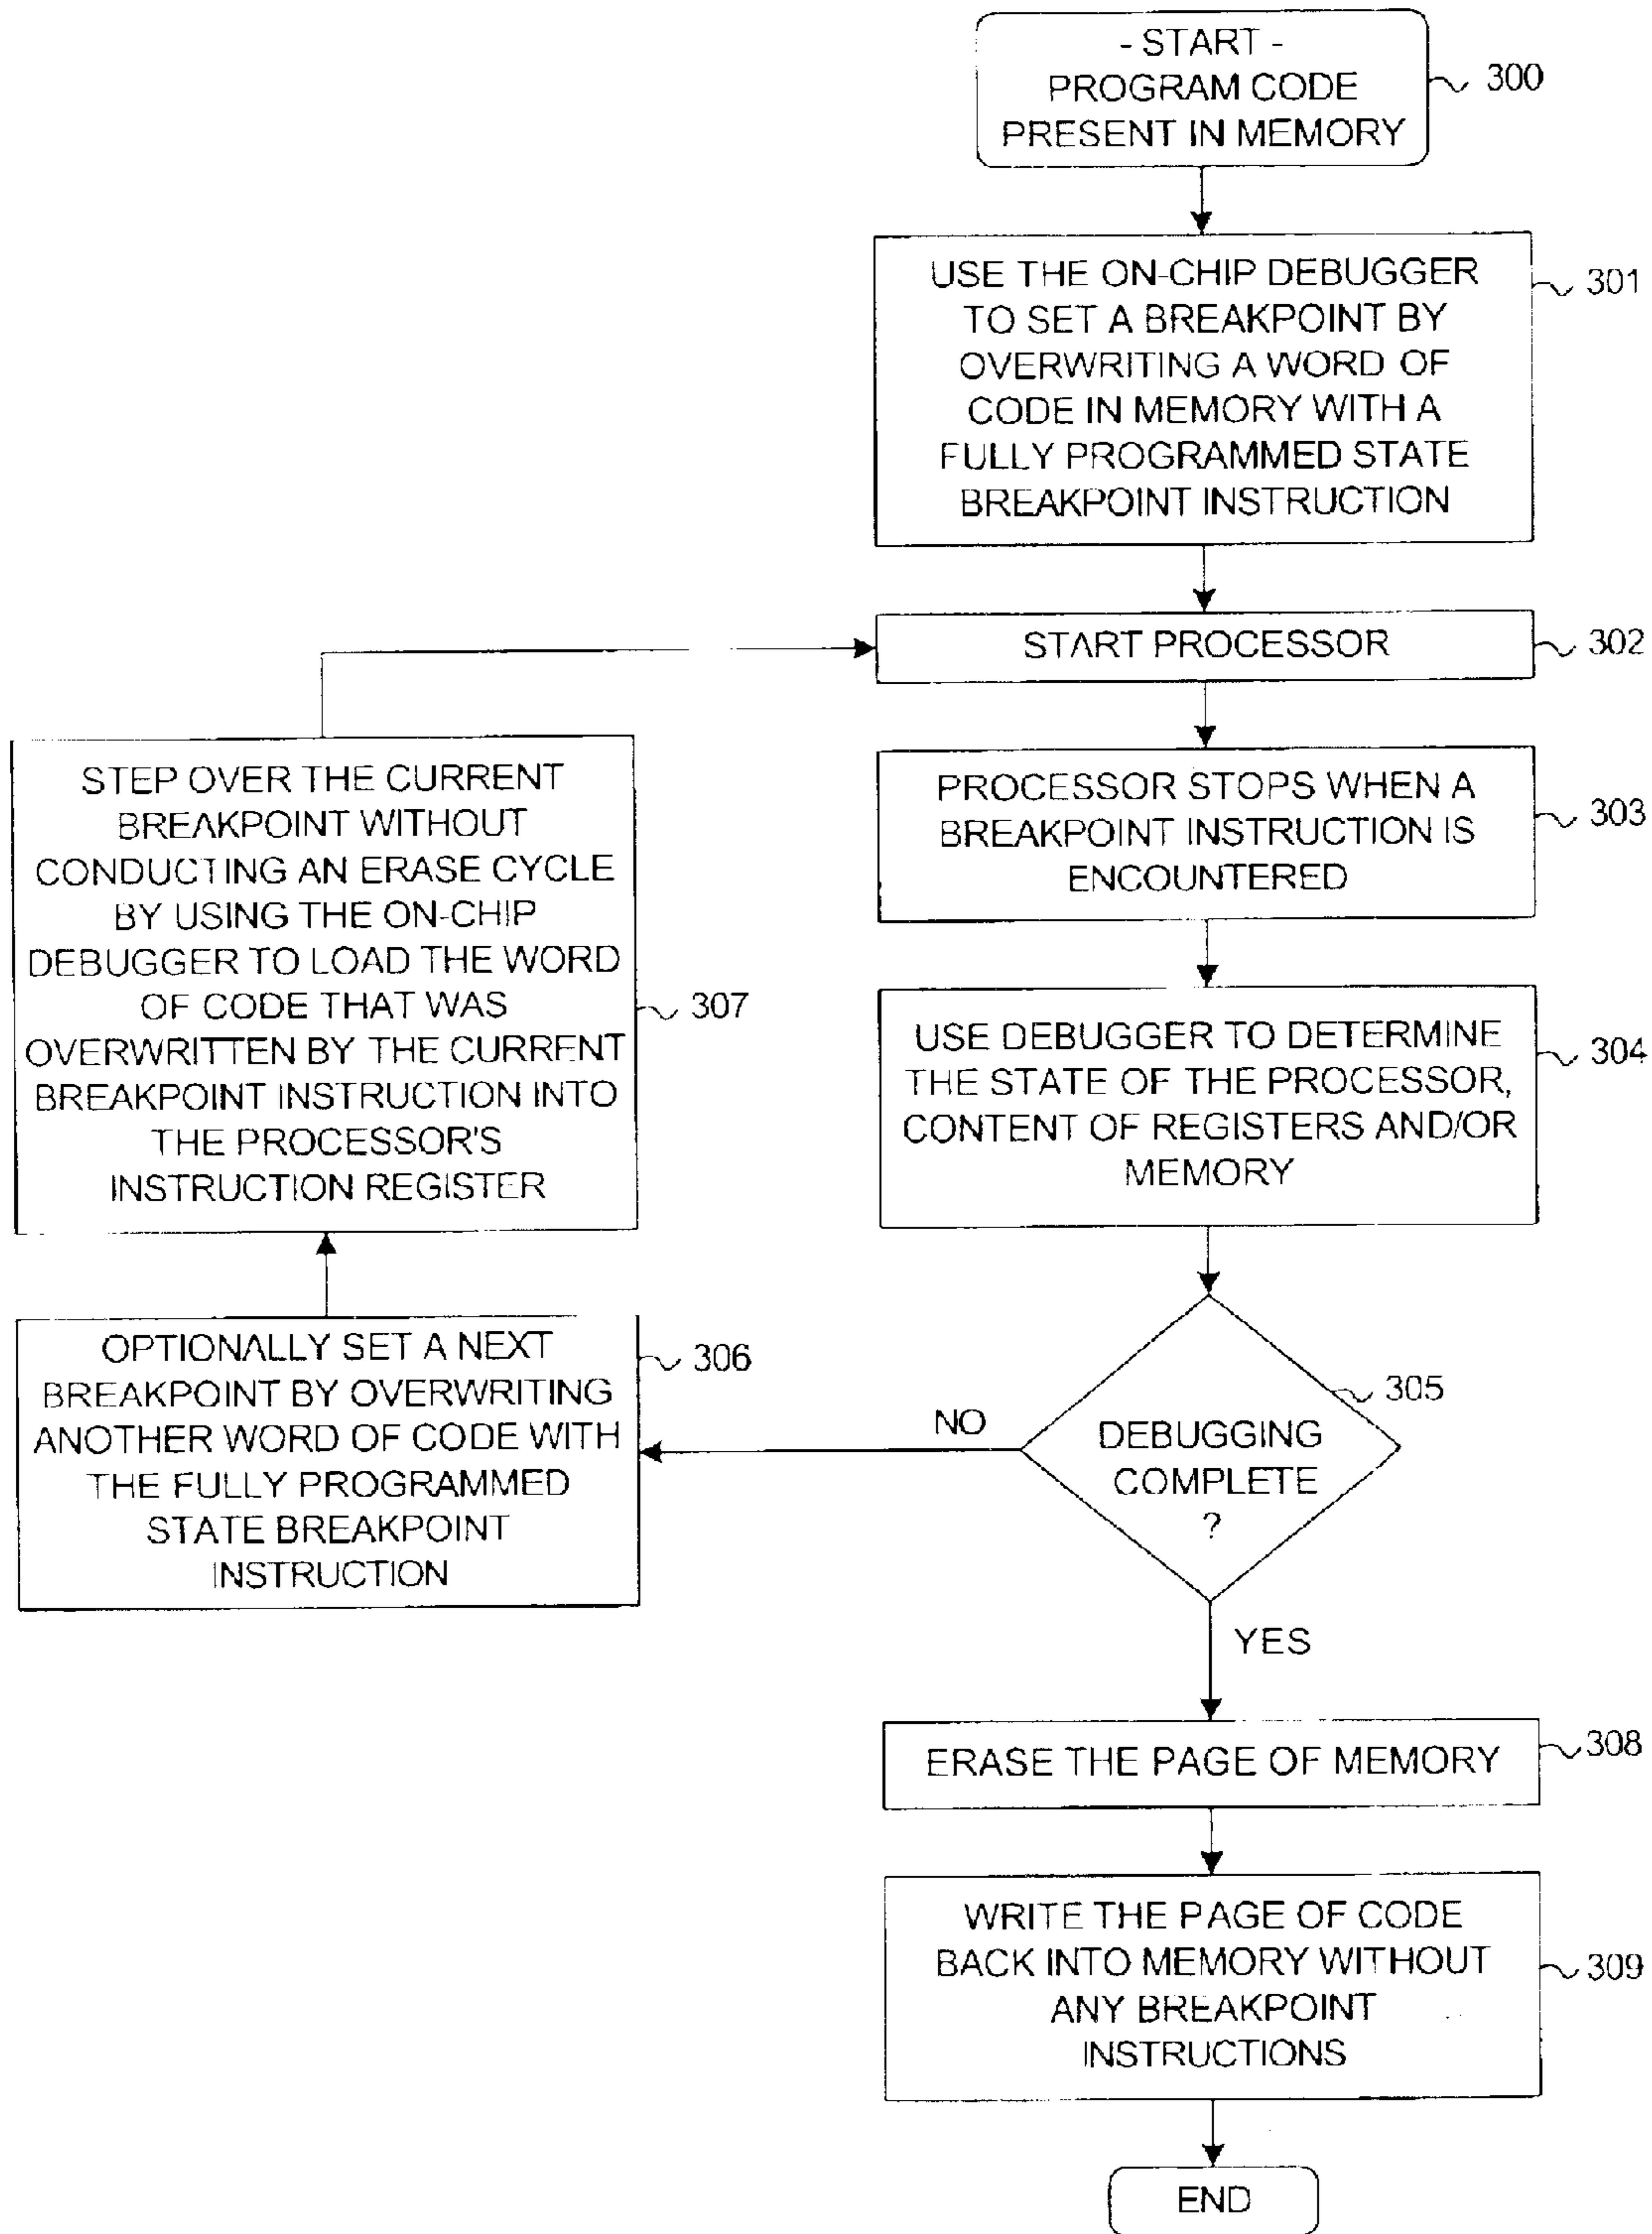 - START -
PROGRAM CODE
PRESENT IN MEMORY
300
USE THE ON-CHIP DEBUGGER
TO SET A BREAKPOINT BY
OVERWRITING A WORD OF
CODE IN MEMORY WITH A
FULLY PROGRAMMED STATE
BREAKPOINT INSTRUCTION
301
START PROCESSOR
302
PROCESSOR STOPS WHEN A
BREAKPOINT INSTRUCTION IS
ENCOUNTERED
303
USE DEBUGGER TO DETERMINE
THE STATE OF THE PROCESSOR,
CONTENT OF REGISTERS AND/OR
MEMORY
304
DEBUGGING
COMPLETE
?
305
NO
OPTIONALLY SET A NEXT
BREAKPOINT BY OVERWRITING
ANOTHER WORD OF CODE WITH
THE FULLY PROGRAMMED
STATE BREAKPOINT
INSTRUCTION
306
STEP OVER THE CURRENT
BREAKPOINT WITHOUT
CONDUCTING AN ERASE CYCLE
BY USING THE ON-CHIP
DEBUGGER TO LOAD THE WORD
OF CODE THAT WAS
OVERWRITTEN BY THE CURRENT
BREAKPOINT INSTRUCTION INTO
THE PROCESSOR'S
INSTRUCTION REGISTER
307
YES
ERASE THE PAGE OF MEMORY
308
WRITE THE PAGE OF CODE
BACK INTO MEMORY WITHOUT
ANY BREAKPOINT
INSTRUCTIONS
309
END